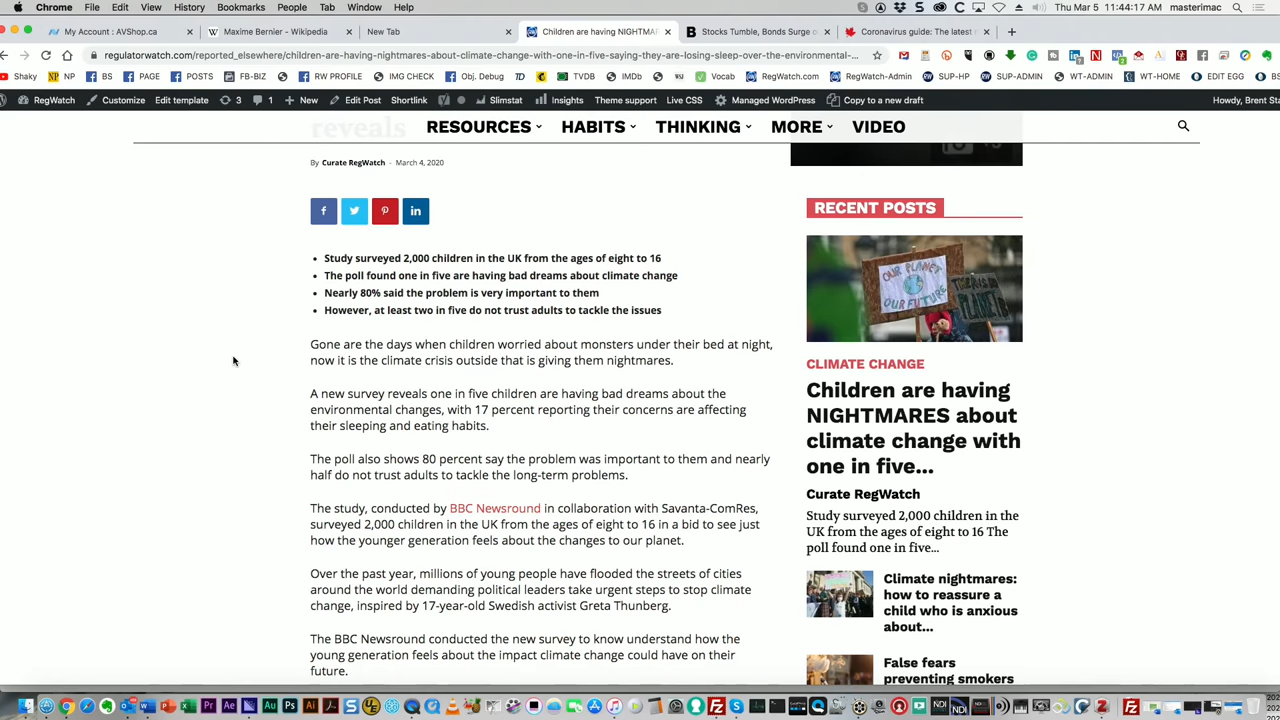 Chrome File Edit View History Bookmarks People Tab Window Help
Thu Mar 5 11:44:17 AM masterimac
My Account / AVShop.ca
Maxime Bernier - Wikipedia
New Tab
Children are having NIGHTMAR
Stocks Tumble, Bonds Surge o
Coronavirus guide: The latest
regulatorwatch.com/reported_elsewhere/children-are-having-nightmares-about-climate-change-with-one-in-five-saying-they-are-losing-sleep-over-the-environmental-...
Shaky NP BS PAGE POSTS FB-BIZ RW PROFILE IMG CHECK Obj. Debug TVDB IMDb Vocab RegWatch.com RegWatch-Admin SUP-HP SUP-ADMIN WT-ADMIN WT-HOME EDIT EGG
RegWatch Customize Edit template 3 1 New Edit Post Shortlink Slimstat Insights Theme support Live CSS Managed WordPress Copy to a new draft Howdy, Brent Sta
reveals
RESOURCES HABITS THINKING MORE VIDEO
By Curate RegWatch - March 4, 2020
• Study surveyed 2,000 children in the UK from the ages of eight to 16
• The poll found one in five are having bad dreams about climate change
• Nearly 80% said the problem is very important to them
• However, at least two in five do not trust adults to tackle the issues
Gone are the days when children worried about monsters under their bed at night,
now it is the climate crisis outside that is giving them nightmares.
A new survey reveals one in five children are having bad dreams about the
environmental changes, with 17 percent reporting their concerns are affecting
their sleeping and eating habits.
The poll also shows 80 percent say the problem was important to them and nearly
half do not trust adults to tackle the long-term problems.
The study, conducted by BBC Newsround in collaboration with Savanta-ComRes,
surveyed 2,000 children in the UK from the ages of eight to 16 in a bid to see just
how the younger generation feels about the changes to our planet.
Over the past year, millions of young people have flooded the streets of cities
around the world demanding political leaders take urgent steps to stop climate
change, inspired by 17-year-old Swedish activist Greta Thunberg.
The BBC Newsround conducted the new survey to know understand how the
young generation feels about the impact climate change could have on their
future.
RECENT POSTS
OUR PLANET
OUR FUTURE
CLIMATE CHANGE
Children are having
NIGHTMARES about
climate change with
one in five...
Curate RegWatch
Study surveyed 2,000 children in the
UK from the ages of eight to 16 The
poll found one in five...
Climate nightmares:
how to reassure a
child who is anxious
about...
False fears
preventing smokers